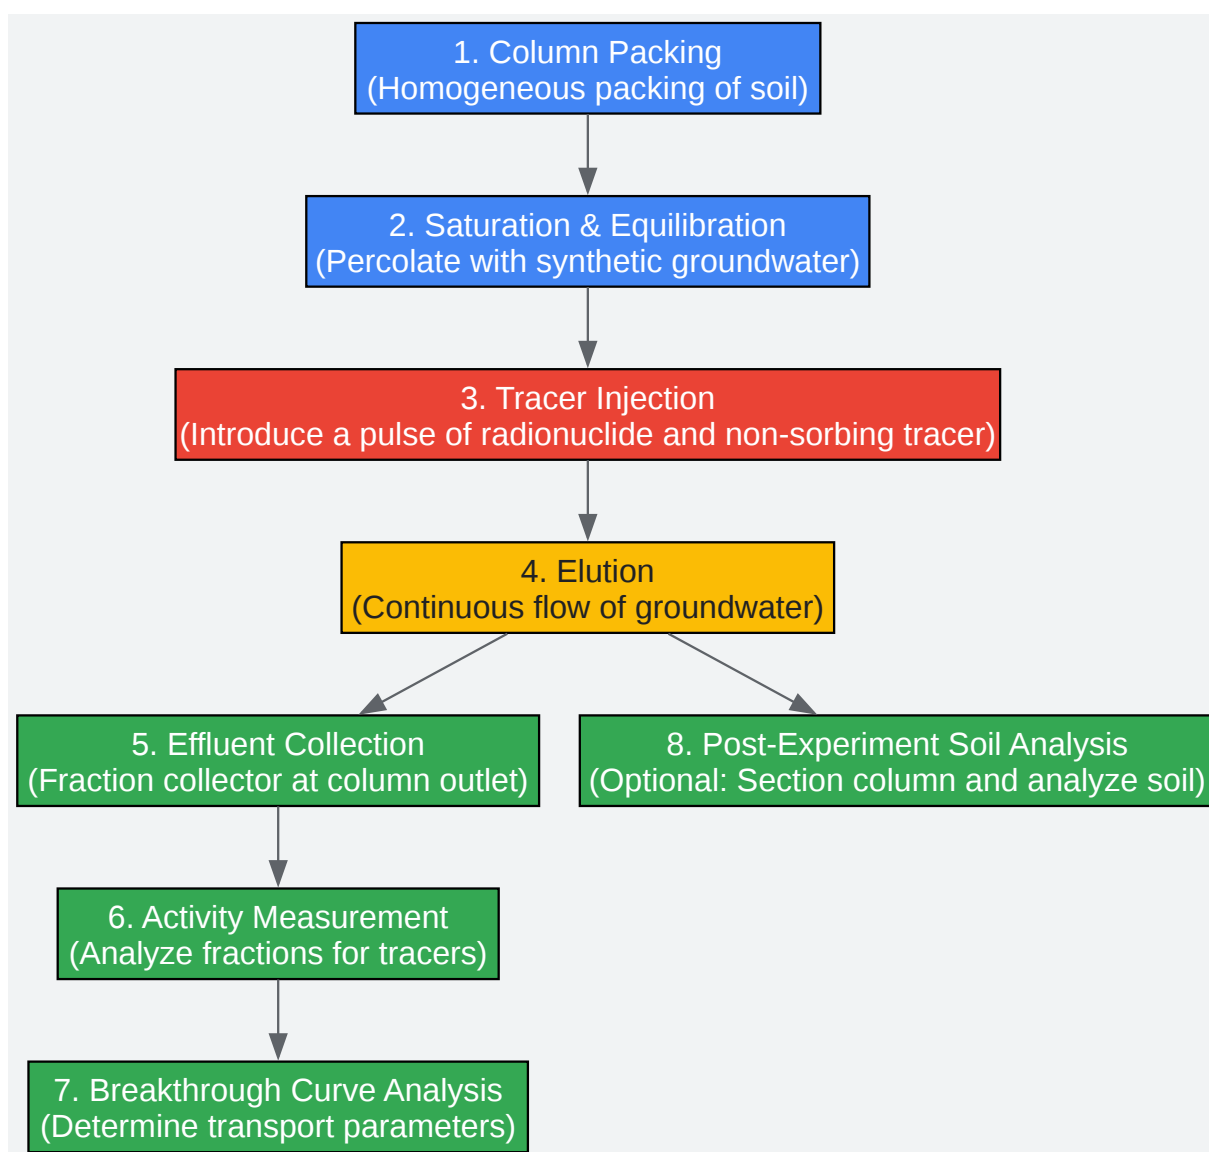 1. Column Packing
(Homogeneous packing of soil)
2. Saturation & Equilibration
(Percolate with synthetic groundwater)
3. Tracer Injection
(Introduce a pulse of radionuclide and non-sorbing tracer)
4. Elution
(Continuous flow of groundwater)
5. Effluent Collection
(Fraction collector at column outlet)
8. Post-Experiment Soil Analysis
(Optional: Section column and analyze soil)
6. Activity Measurement
(Analyze fractions for tracers)
7. Breakthrough Curve Analysis
(Determine transport parameters)